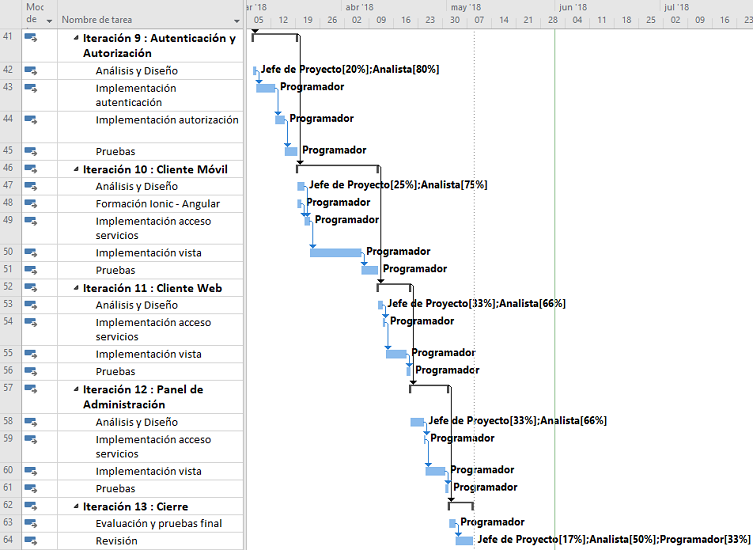 Moc
de
Nombre de tarea
ar '18
abr '18
may '18
jun '18
jul '18
05 12 19 26 02 09 16 23 30 07 14 21 28 04 11 18 25 02 09 16 23
41 Iteración 9 : Autenticación y
Autorización
42 Análisis y Diseño Jefe de Proyecto[20%];Analista[80%]
43 Implementación
autenticación Programador
44 Implementación autorización Programador
45 Pruebas Programador
46 Iteración 10 : Cliente Móvil
47 Análisis y Diseño Jefe de Proyecto[25%];Analista[75%]
48 Formación Ionic - Angular Programador
49 Implementación acceso
servicios Programador
50 Implementación vista Programador
51 Pruebas Programador
52 Iteración 11 : Cliente Web
53 Análisis y Diseño Jefe de Proyecto[33%];Analista[66%]
54 Implementación acceso
servicios Programador
55 Implementación vista Programador
56 Pruebas Programador
57 Iteración 12 : Panel de
Administración
58 Análisis y Diseño Jefe de Proyecto[33%];Analista[66%]
59 Implementación acceso
servicios Programador
60 Implementación vista Programador
61 Pruebas Programador
62 Iteración 13 : Cierre
63 Evaluación y pruebas final Programador
64 Revisión Jefe de Proyecto[17%];Analista[50%];Programador[33%]